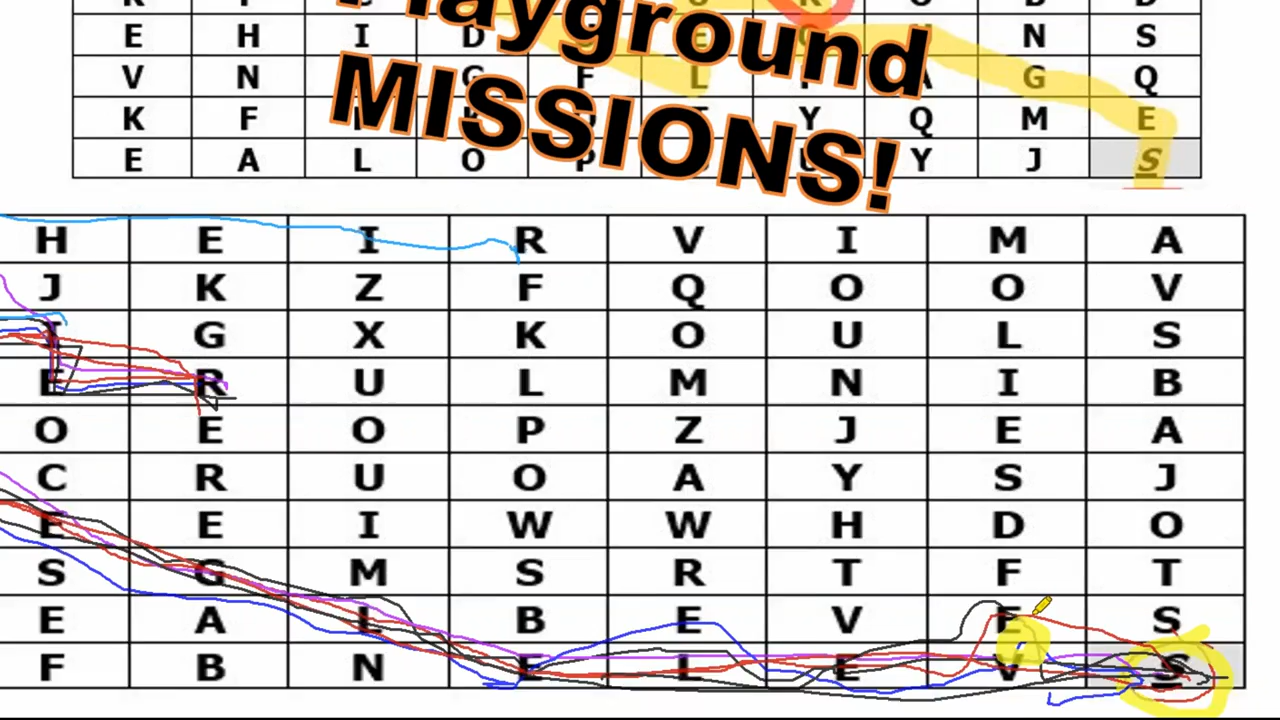 E H I D E N S
Playground
V N G F L A G Q
MISSIONS!
K F Y Q M E
E A L O P Y J S
H E I R V I M A
J K Z F Q O O V
I G X K O U L S
E R U L M N I B
O E O P Z J E A
C R U O A Y S J
E E I W W H D O
S G M S R T F T
E A L B E V E S
F B N E L E V S